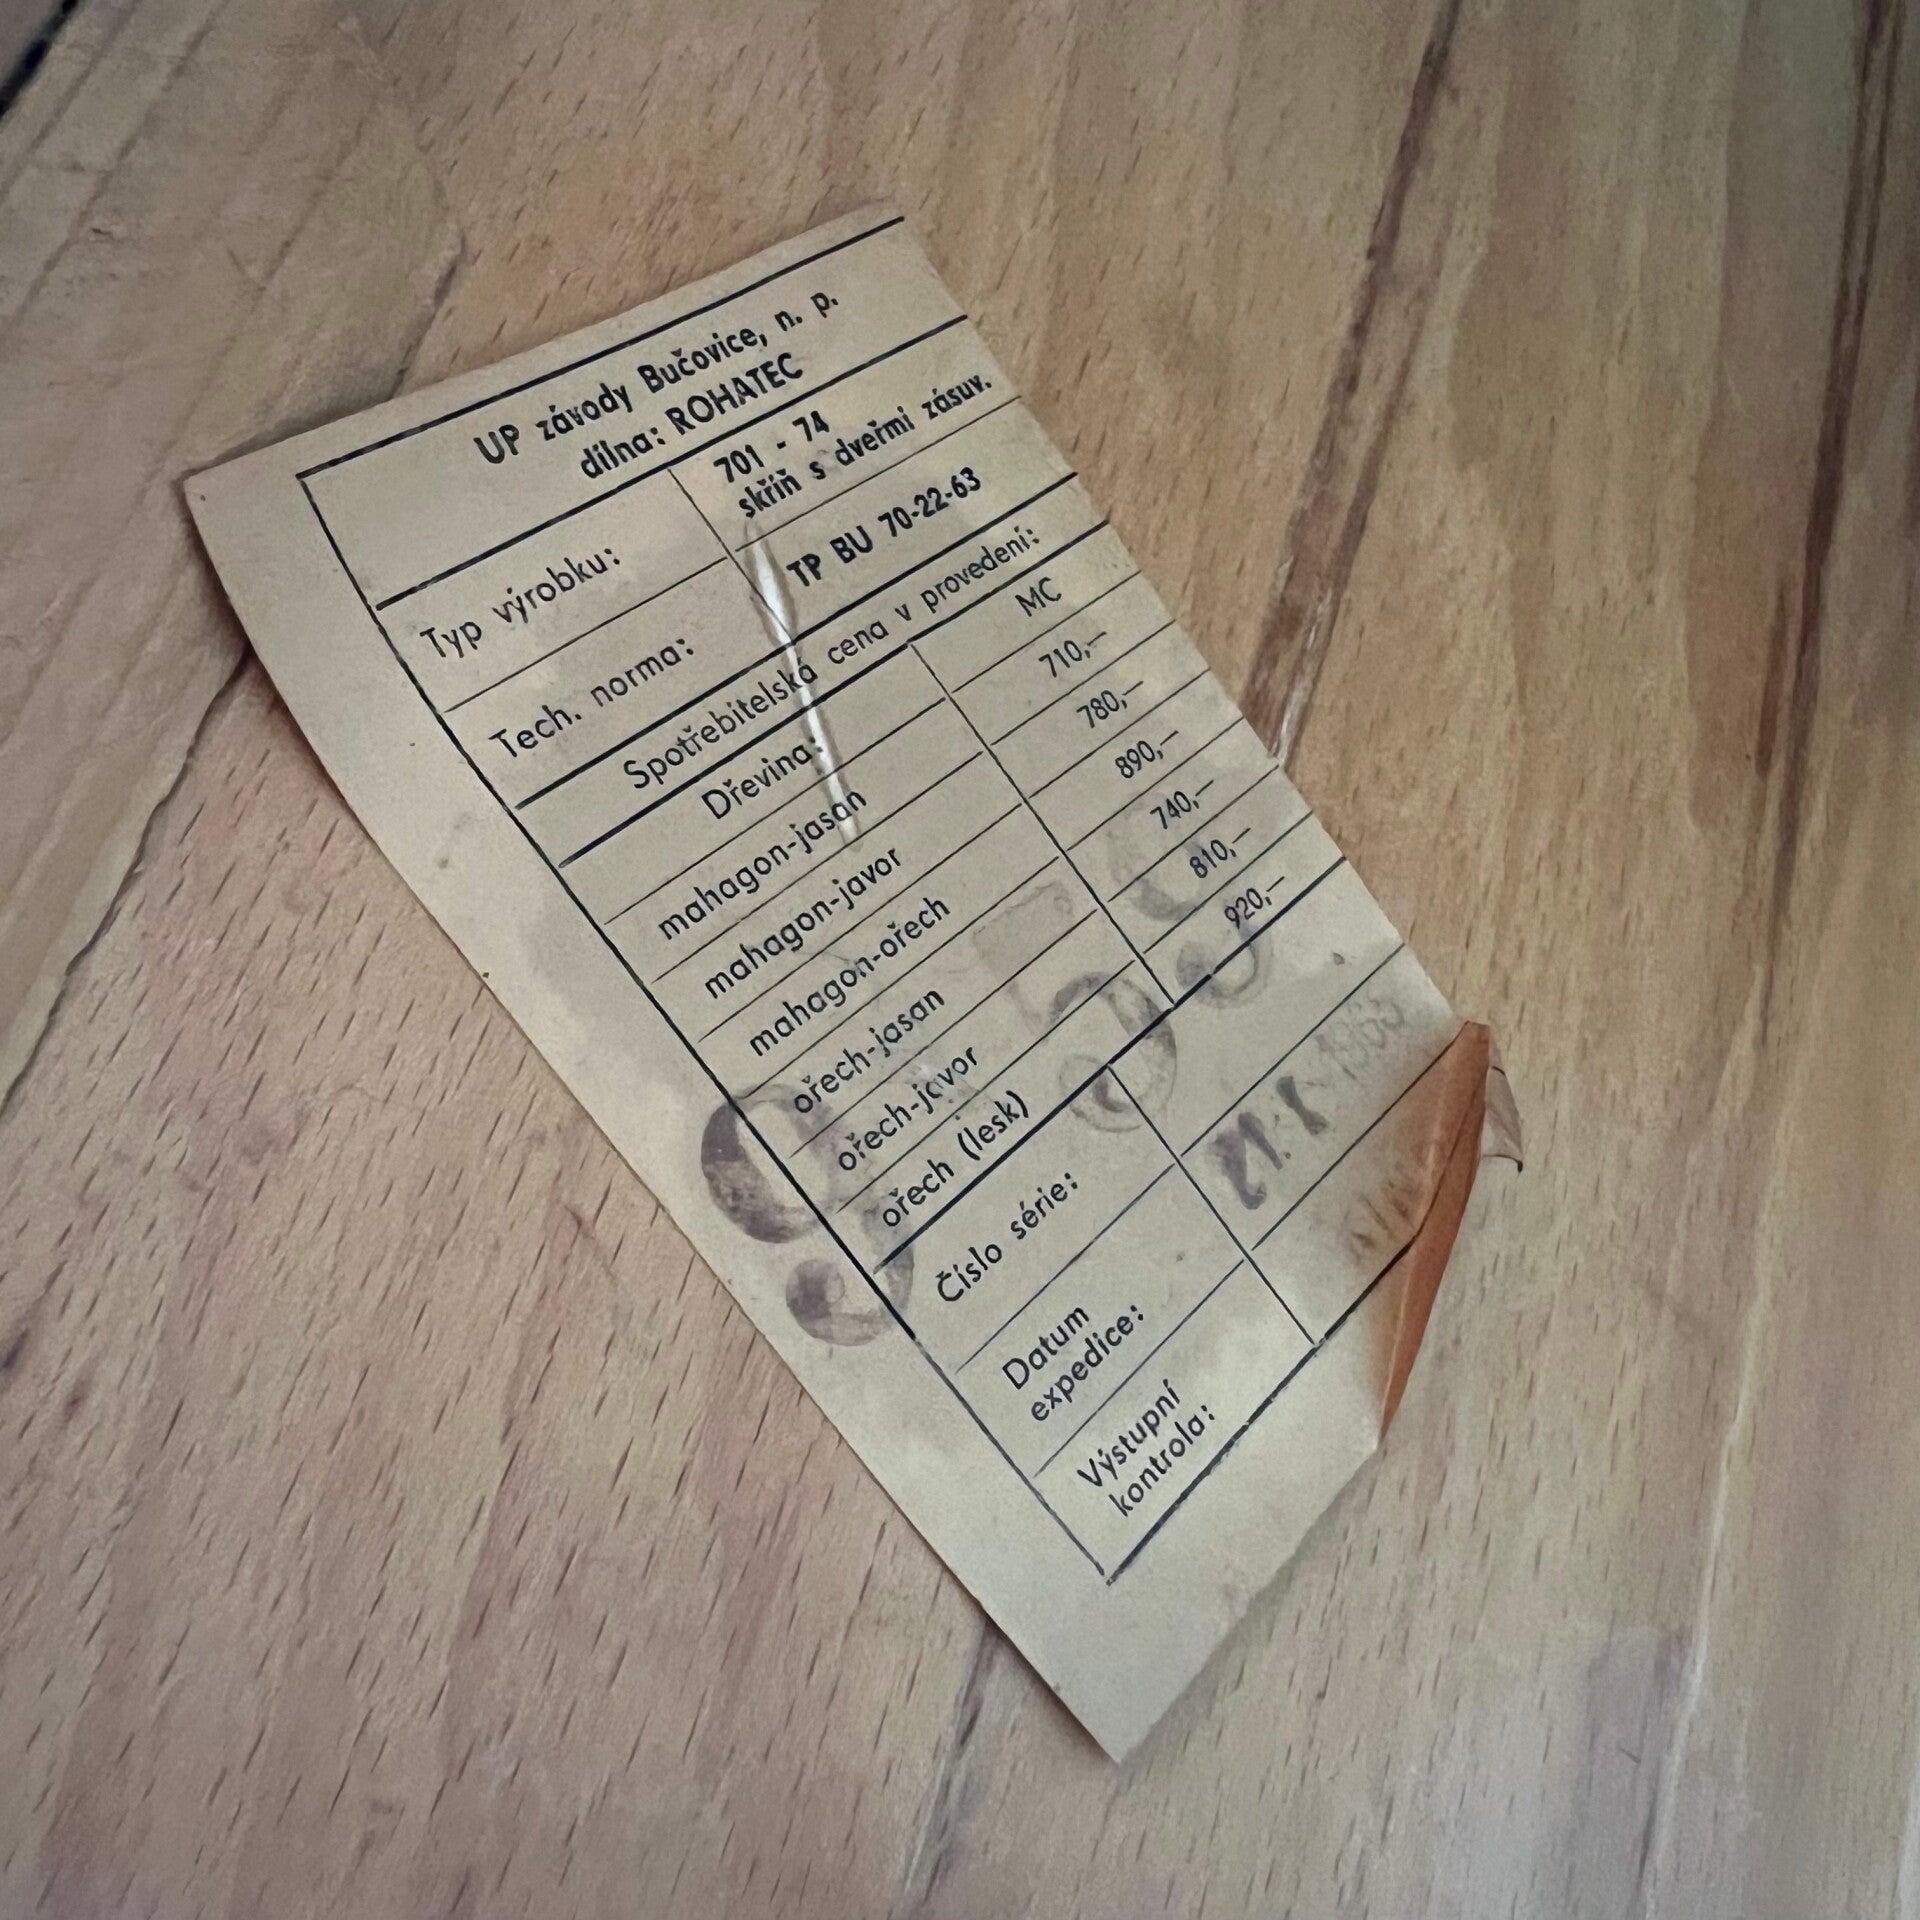 UP závody Bučovice, n. p.
dílna: ROHATEC
Typ výrobku:
701 - 74
skříň s dveřmi zásuv.
Tech. norma:
TP BU 70-22-63
Spotřebitelská cena v provedení:
Dřevina: MC
mahagon-jasan 710,—
mahagon-javor 780,—
mahagon-ořech 890,—
ořech-jasan 740,—
ořech-javor 810,—
ořech (lesk) 920,—
Číslo série:
Datum
expedice:
Výstupní
kontrola: